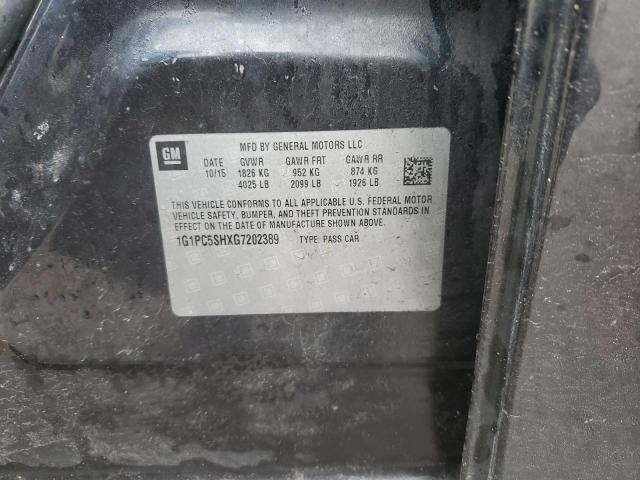 GM
MFD BY GENERAL MOTORS LLC
DATE GVWR GAWR FRT GAWR RR
10/15 1826 KG 952 KG 874 KG
4025 LB 2099 LB 1926 LB
THIS VEHICLE CONFORMS TO ALL APPLICABLE U.S. FEDERAL MOTOR
VEHICLE SAFETY, BUMPER, AND THEFT PREVENTION STANDARDS IN
EFFECT ON THE DATE OF MANUFACTURE SHOWN ABOVE.
1G1PC5SHXG7202389 TYPE: PASS CAR